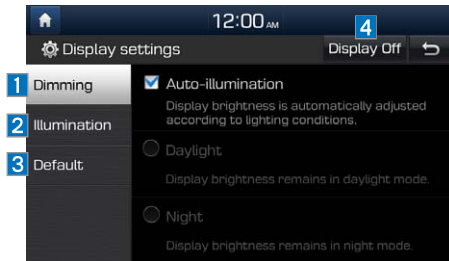 12:00 AM
4
Display settings
Display Off
1 Dimming
Auto-illumination
Display brightness is automatically adjusted
according to lighting conditions.
2 Illumination
Daylight
3 Default
Display brightness remains in daylight mode.
Night
Display brightness remains in night mode.